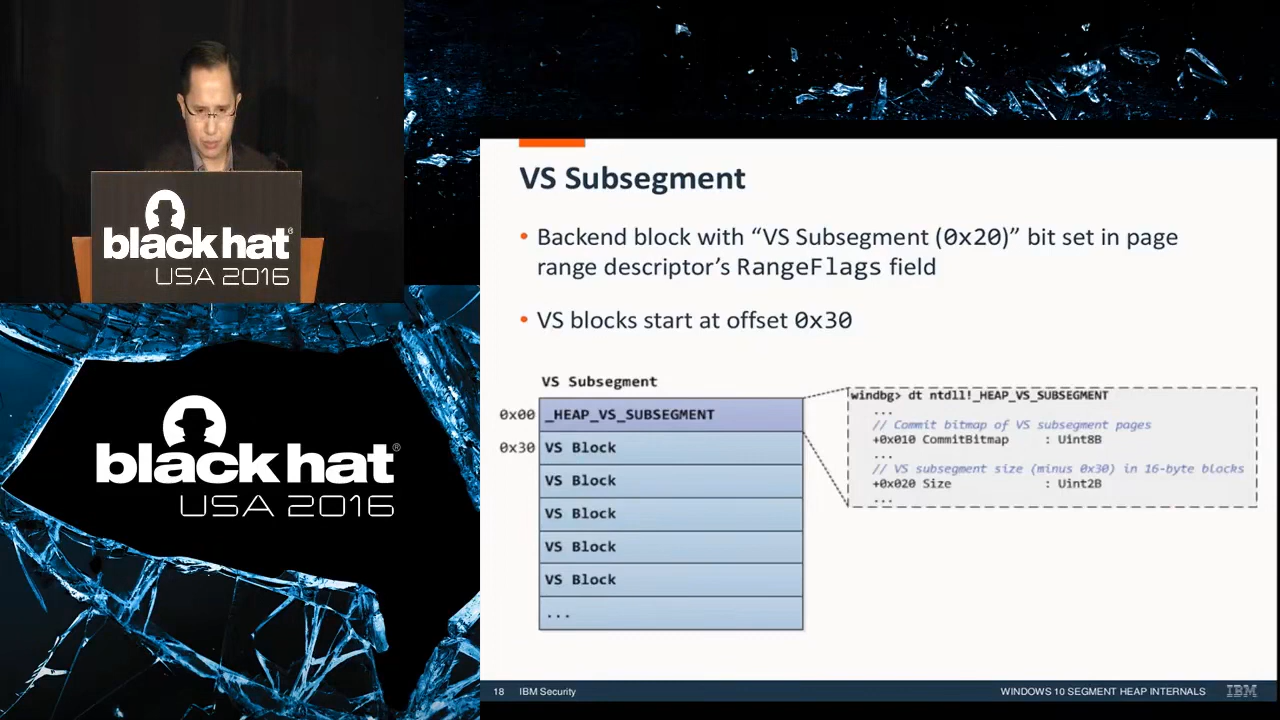 black hat®
USA 2016
black hat®
USA 2016
VS Subsegment
• Backend block with “VS Subsegment (0x20)” bit set in page
range descriptor’s RangeFlags field
• VS blocks start at offset 0x30
VS Subsegment
0x00 _HEAP_VS_SUBSEGMENT
0x30 VS Block
VS Block
VS Block
VS Block
VS Block
...
windbg> dt ntdll!_HEAP_VS_SUBSEGMENT
...
// Commit bitmap of VS subsegment pages
+0x010 CommitBitmap : Uint8B
...
// VS subsegment size (minus 0x30) in 16-byte blocks
+0x020 Size : Uint2B
...
18 IBM Security WINDOWS 10 SEGMENT HEAP INTERNALS IBM